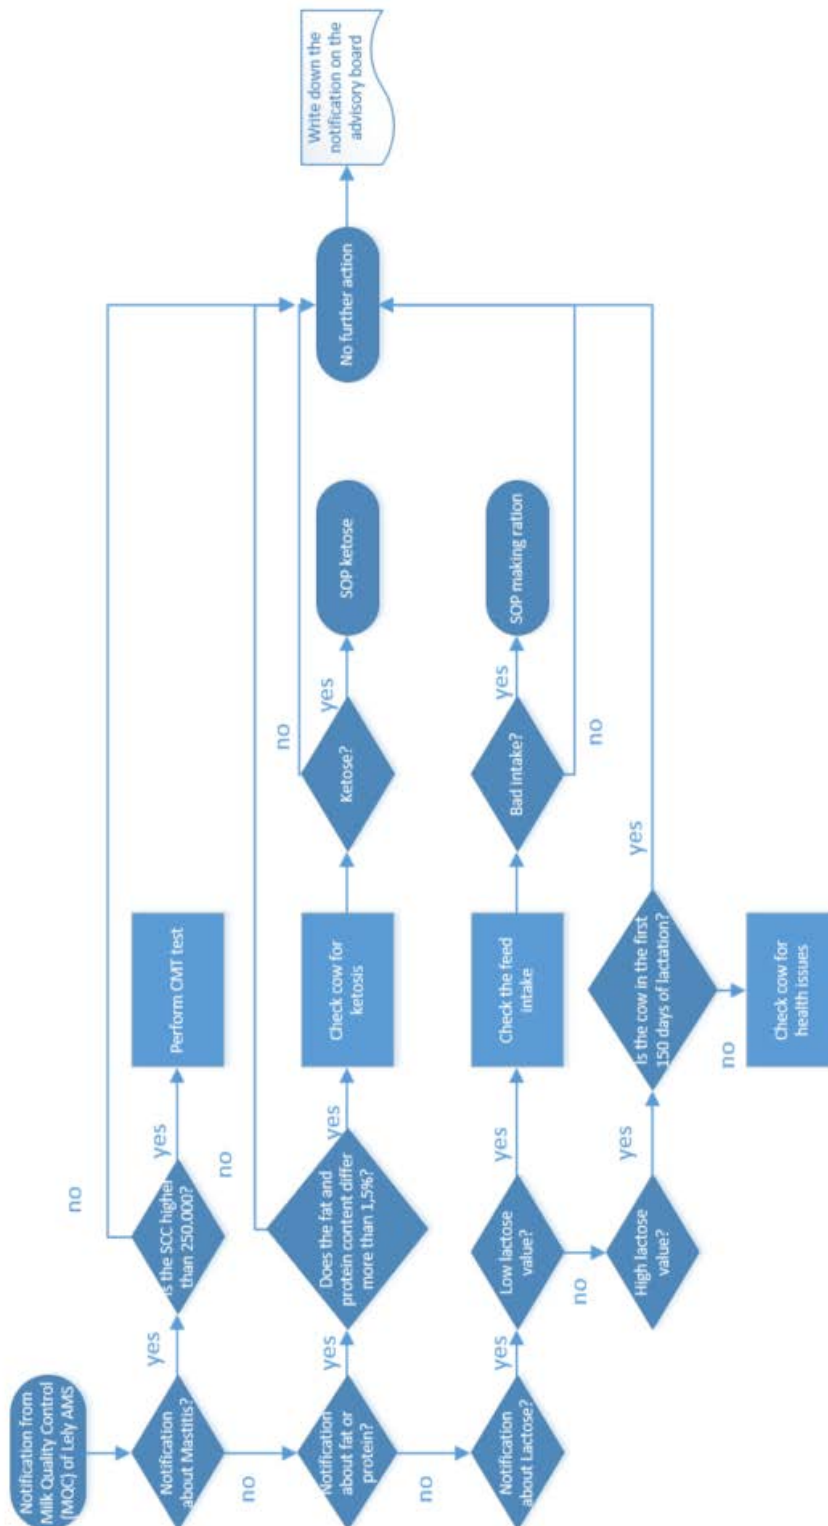 Notification from
Milk Quality Control
(MQC) of Lely AMS
Notification
about Mastitis?
yes
no
Is the SCC higher
than 250.000?
yes
no
Perform CMT test
Notification
about fat or
protein?
yes
no
Does the fat and
protein content differ
more than 1,5%?
yes
no
Check cow for
ketosis
Ketose?
yes
no
SOP ketose
No further action
Write down the
notification on the
advisory board
Notification
about Lactose?
yes
Low lactose
value?
yes
no
Check the feed
intake
Bad intake?
yes
no
SOP making ration
High lactose
value?
yes
Is the cow in the first
150 days of lactation?
yes
no
Check cow for
health issues